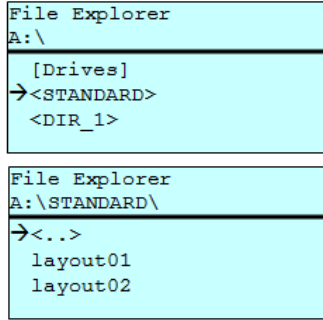 File Explorer
A:\
[Drives]
→<STANDARD>
<DIR_1>
File Explorer
A:\STANDARD\
→<..>
layout01
layout02